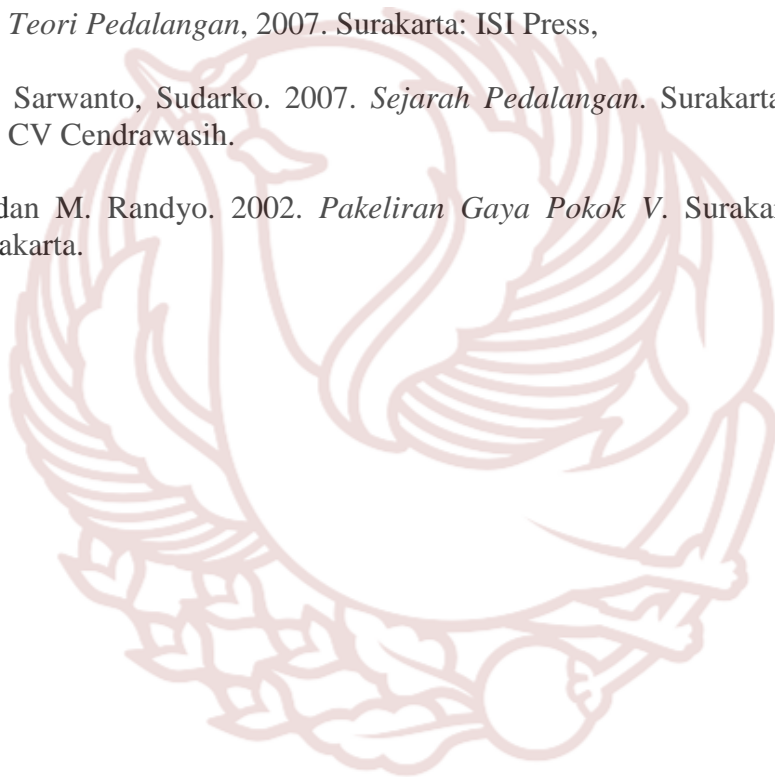 Teori Pedalangan, 2007. Surakarta: ISI Press,
Sarwanto, Sudarko. 2007. Sejarah Pedalangan. Surakarta
CV Cendrawasih.
dan M. Randyo. 2002. Pakeliran Gaya Pokok V. Surakar
akarta.